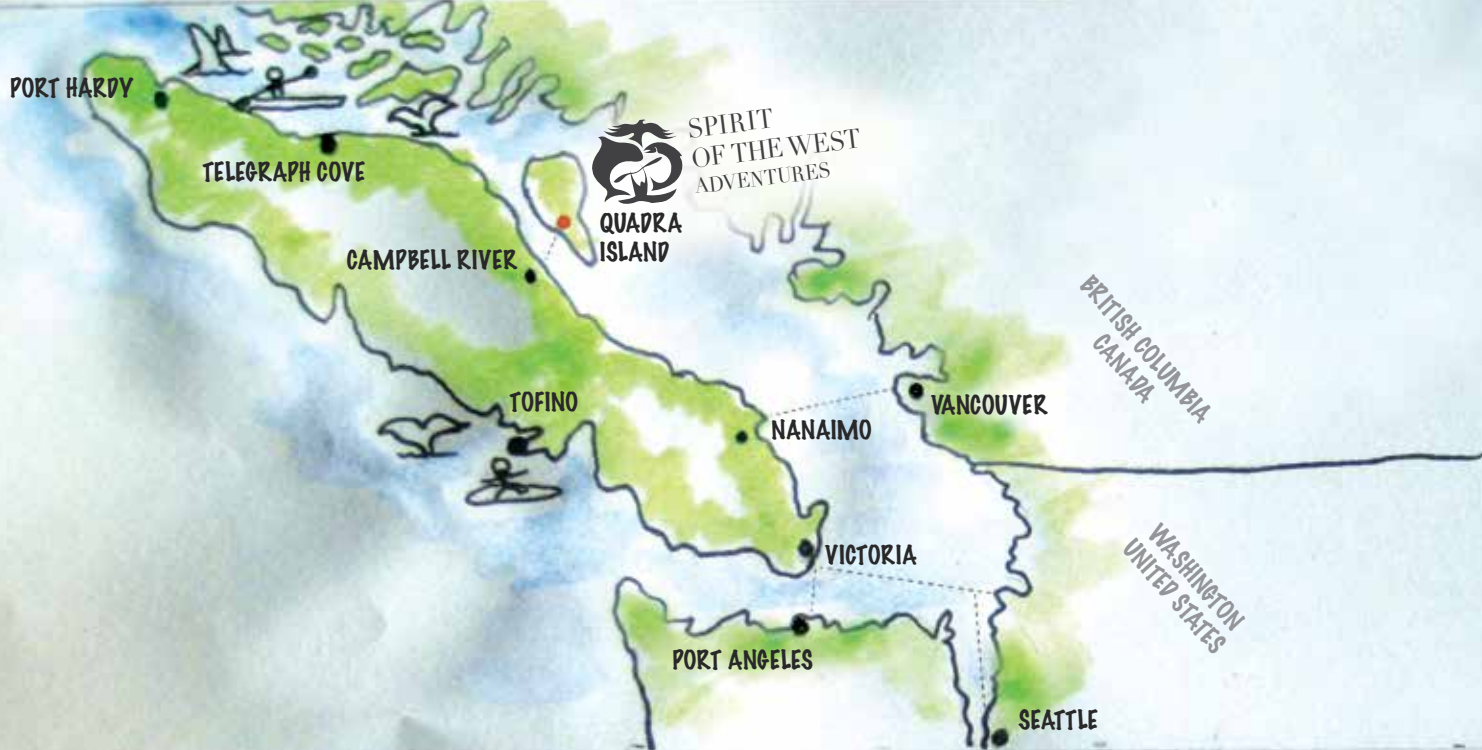 PORT HARDY
TELEGRAPH COVE
SPIRIT
OF THE WEST
ADVENTURES
QUADRA
ISLAND
CAMPBELL RIVER
BRITISH COLUMBIA
CANADA
TOFINO
NANAIMO
VANCOUVER
VICTORIA
WASHINGTON
UNITED STATES
PORT ANGELES
SEATTLE